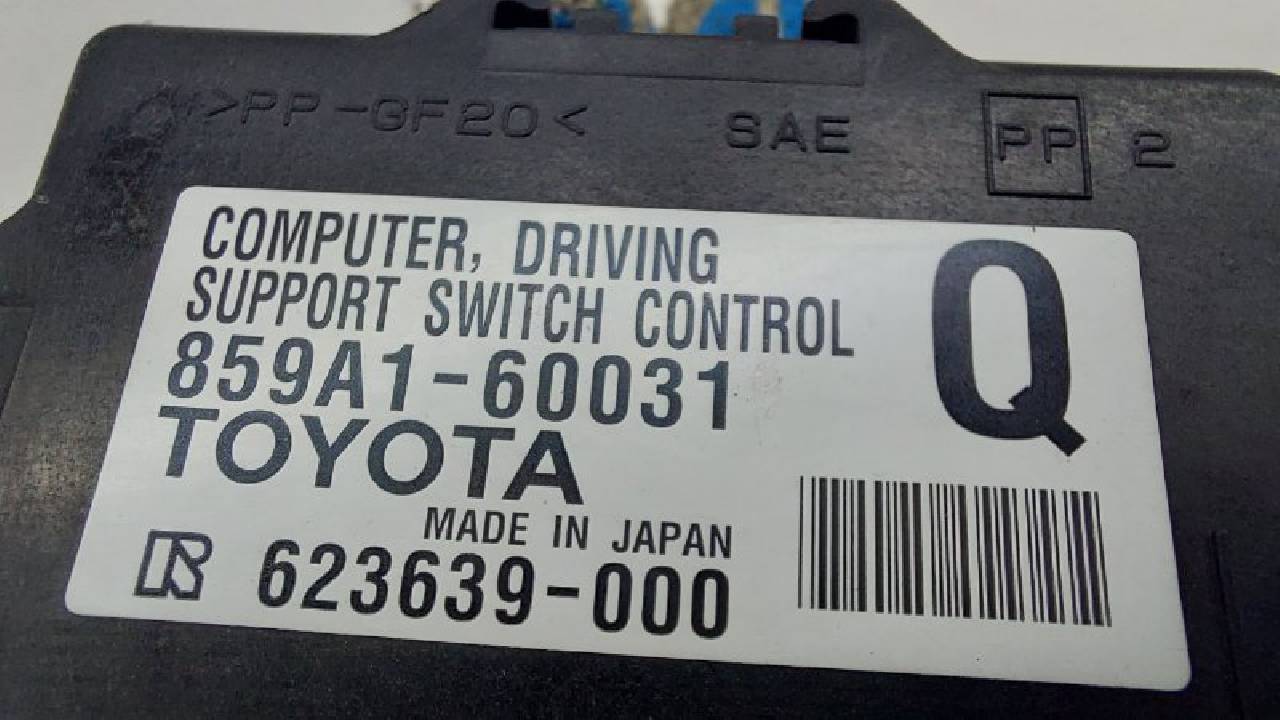 >PP-GF20< SAE PP 2
COMPUTER, DRIVING
SUPPORT SWITCH CONTROL
859A1-60031
Q
TOYOTA
MADE IN JAPAN
R 623639-000